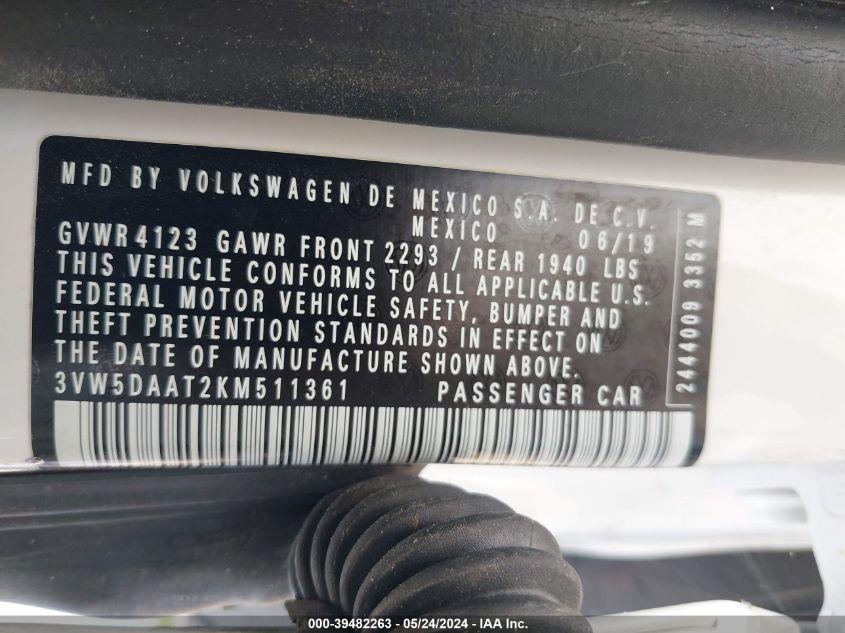 MFD BY VOLKSWAGEN DE MEXICO S.A. DE C.V.
MEXICO 06/19
GVWR 4123 GAWR FRONT 2293 / REAR 1940 LBS
THIS VEHICLE CONFORMS TO ALL APPLICABLE U.S.
FEDERAL MOTOR VEHICLE SAFETY, BUMPER AND
THEFT PREVENTION STANDARDS IN EFFECT ON
THE DATE OF MANUFACTURE SHOWN ABOVE.
3VW5DAAT2KM511361 PASSENGER CAR
2444009 3352 M
000-39482263 - 05/24/2024 - IAA Inc.